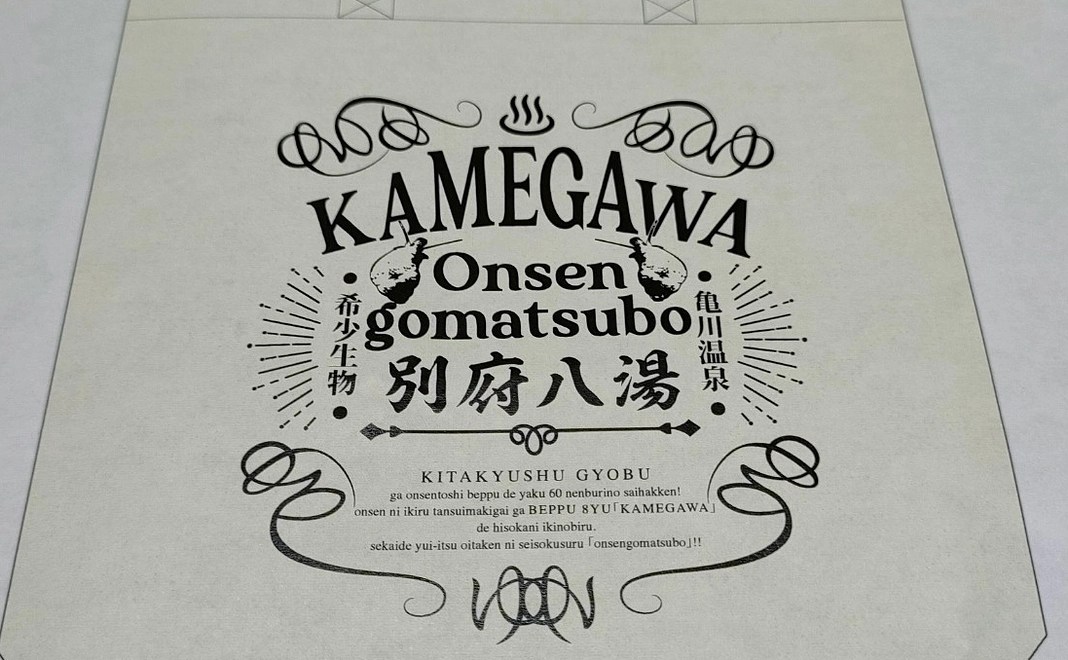 KAMEGAWA
Onsen
gomatsubo
希少生物
亀川温泉
別府八湯
KITAKYUSHU GYOBU
ga onsentoshi beppu de yaku 60 nenburino saihakken!
onsen ni ikiru tansuimakigai ga BEPPU 8YU「KAMEGAWA」
de hisokani ikinobiru.
sekaide yui-itsu oitaken ni seisokusuru「onsengomatsubo」!!